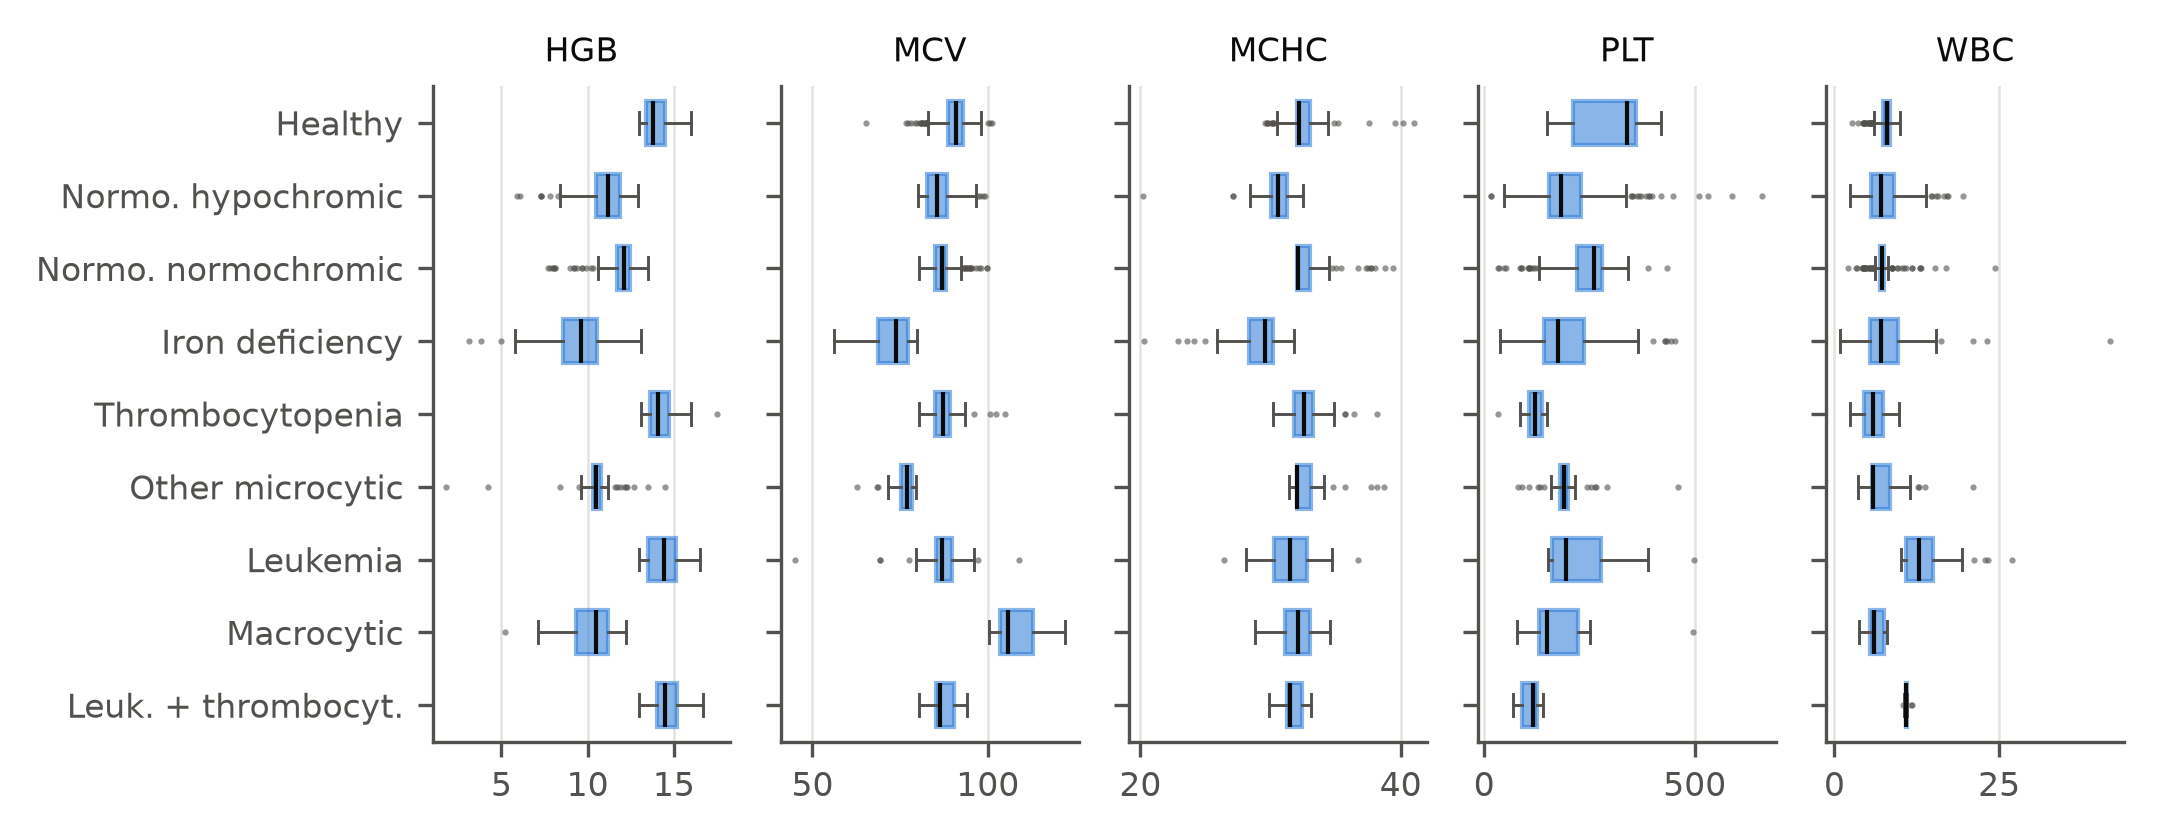 HGB MCV MCHC PLT WBC
Healthy
Normo. hypochromic
Normo. normochromic
Iron deficiency
Thrombocytopenia
Other microcytic
Leukemia
Macrocytic
Leuk. + thrombocyt.
5 10 15 50 100 20 40 0 500 0 25